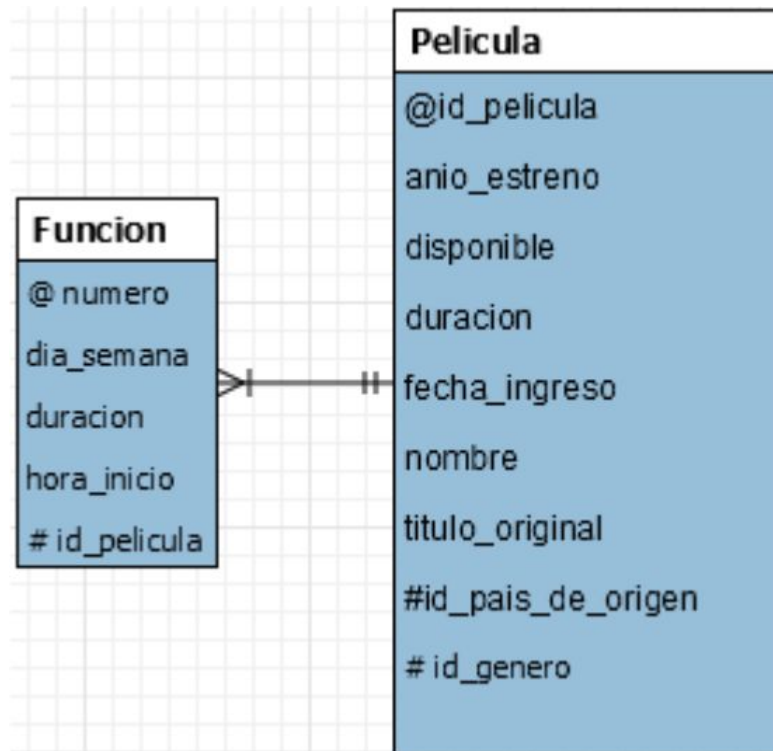 Funcion
@ numero
dia_semana
duracion
hora_inicio
# id_pelicula
Pelicula
@id_pelicula
anio_estreno
disponible
duracion
fecha_ingreso
nombre
titulo_original
#id_pais_de_origen
# id_genero